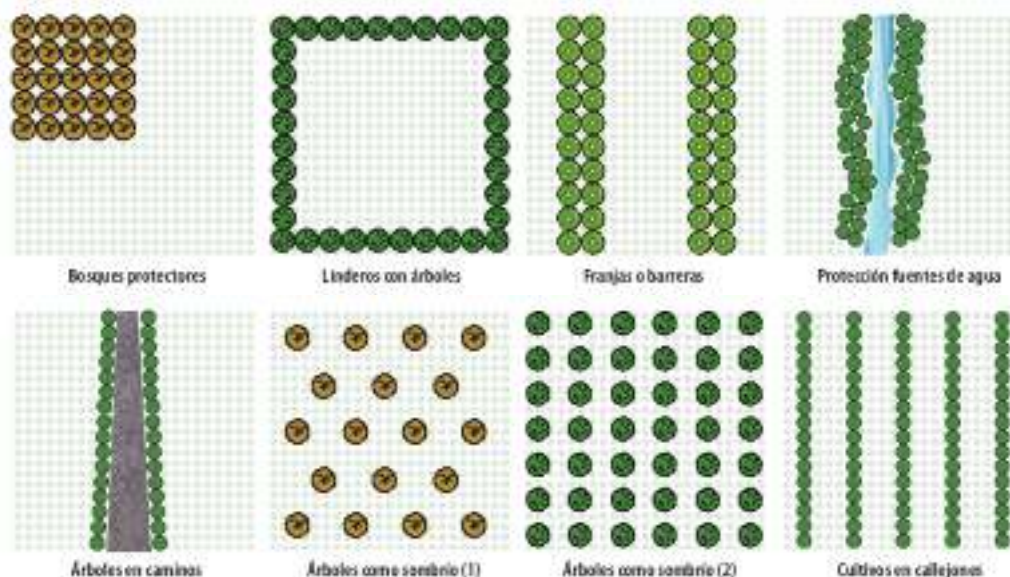 Bosques protectores
Linderos con árboles
Franjas o barreras
Protección fuentes de agua
Árboles en caminos
Árboles como sombrío (1)
Árboles como sombrío (2)
Cultivos en callejones